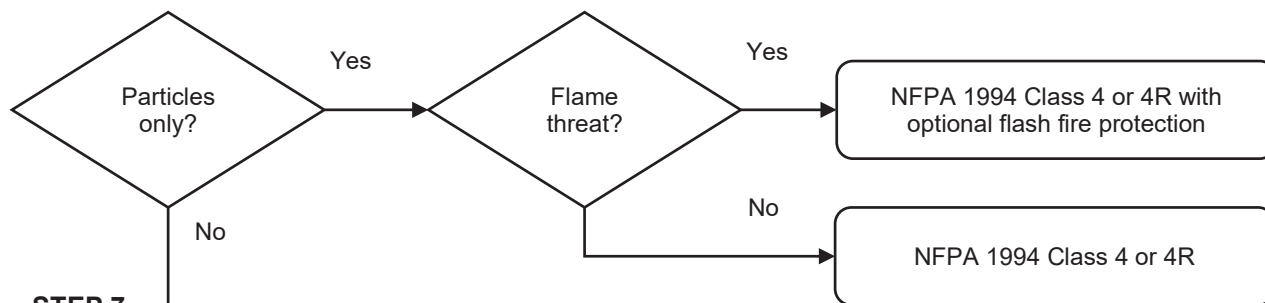 Particles
only?
Yes
Flame
threat?
Yes
NFPA 1994 Class 4 or 4R with
optional flash fire protection
No
NFPA 1994 Class 4 or 4R
No
STEP 7